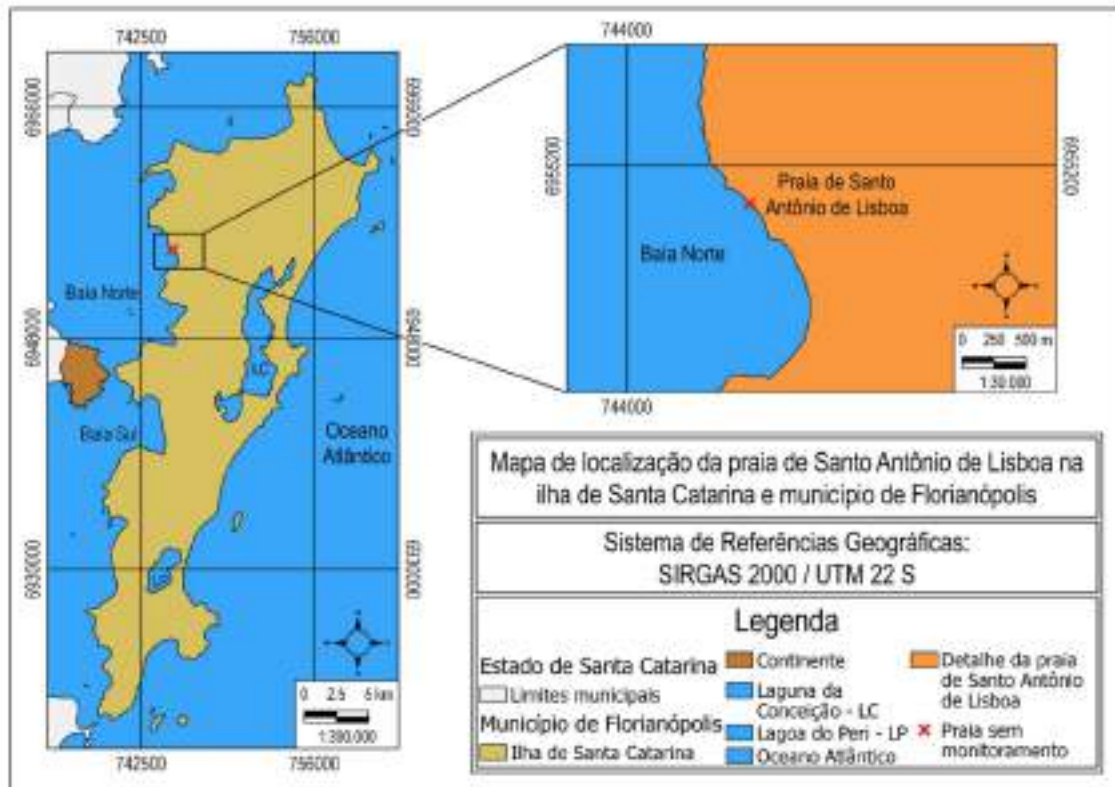 742500
756000
6966000
6966000
Baía Norte
6948000
6948000
LC
Baía Sul
Oceano
Atlântico
6930000
6930000
LP
0 2.5 5 km
1:390.000
742500
756000
744000
6955200
6955200
Praia de Santo
Antônio de Lisboa
Baía Norte
0 250 500 m
1:30.000
744000
Mapa de localização da praia de Santo Antônio de Lisboa na
ilha de Santa Catarina e município de Florianópolis
Sistema de Referências Geográficas:
SIRGAS 2000 / UTM 22 S
Legenda
Estado de Santa Catarina
Limites municipais
Município de Florianópolis
Ilha de Santa Catarina
Continente
Laguna da
Conceição - LC
Lagoa do Peri - LP
Oceano Atlântico
Detalhe da praia
de Santo Antônio
de Lisboa
Praia sem
monitoramento